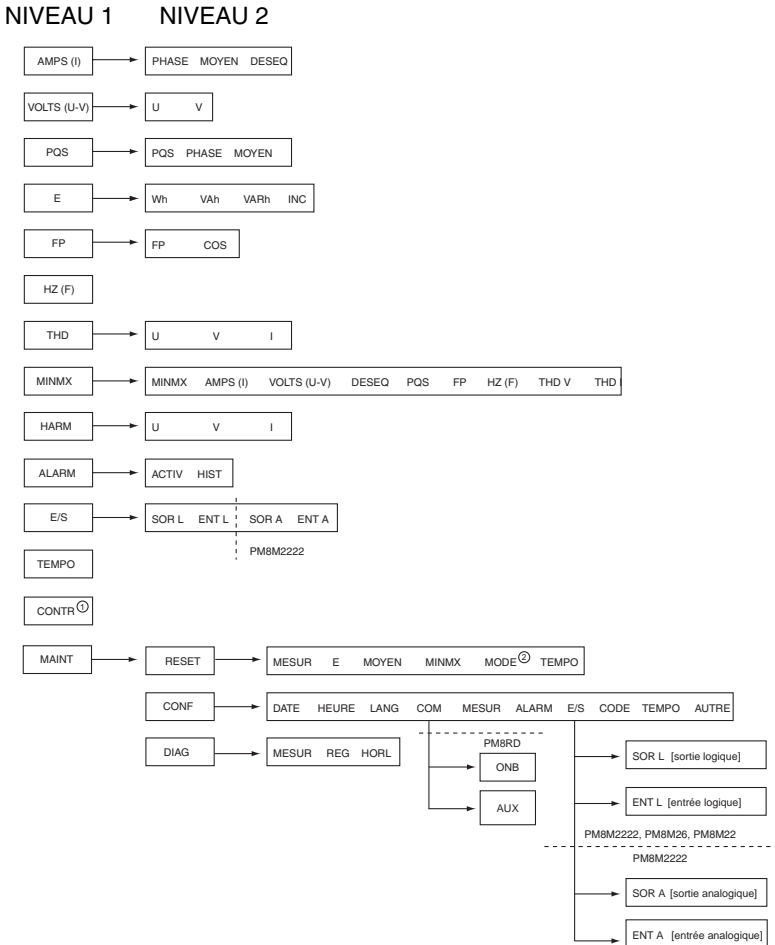 NIVEAU 1 NIVEAU 2
AMPS (I) PHASE MOYEN DESEQ
VOLTS (U-V) U V
PQS PQS PHASE MOYEN
E Wh VAh VARh INC
FP FP COS
HZ (F)
THD U V I
MINMX MINMX AMPS (I) VOLTS (U-V) DESEQ PQS FP HZ (F) THD V THD I
HARM U V I
ALARM ACTIV HIST
E/S SOR L ENT L SOR A ENT A
PM8M2222
TEMPO
CONTR①
MAINT RESET MESUR E MOYEN MINMX MODE② TEMPO
CONF DATE HEURE LANG COM MESUR ALARM E/S CODE TEMPO AUTRE
DIAG MESUR REG HORL
PM8RD
ONB
AUX
SOR L [sortie logique]
ENT L [entrée logique]
PM8M2222, PM8M26, PM8M22
PM8M2222
SOR A [sortie analogique]
ENT A [entrée analogique]